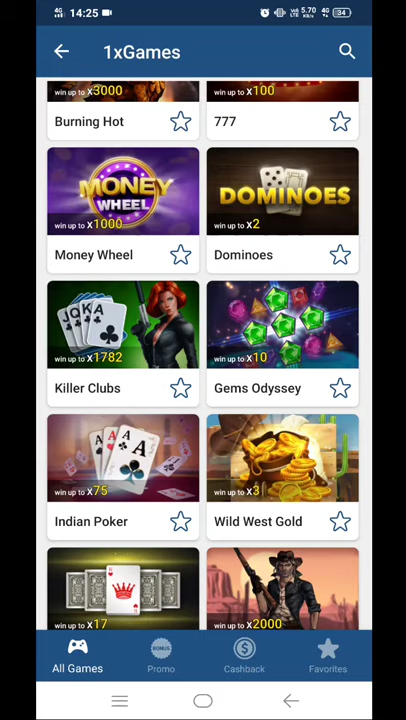 4G 14:25 VoLTE LTE 5.70 KB/S 4G 34
1xGames
win up to X3000
win up to X100
Burning Hot
777
MONEY
WHEEL
win up to X1000
DOMINOES
win up to X2
Money Wheel
Dominoes
J Q K A
win up to X1782
win up to X10
Killer Clubs
Gems Odyssey
A A A A
win up to X75
win up to X3
Indian Poker
Wild West Gold
win up to X17
win up to X2000
BONUS
All Games
Promo
Cashback
Favorites